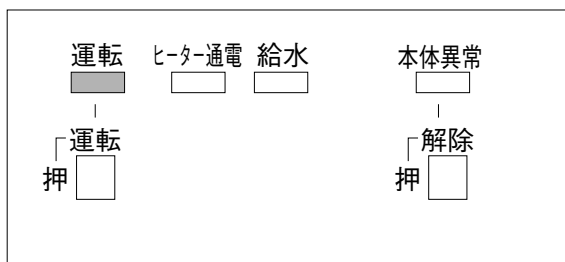 運転 ヒーター通電 給水 本体異常
運転 解除
押 押